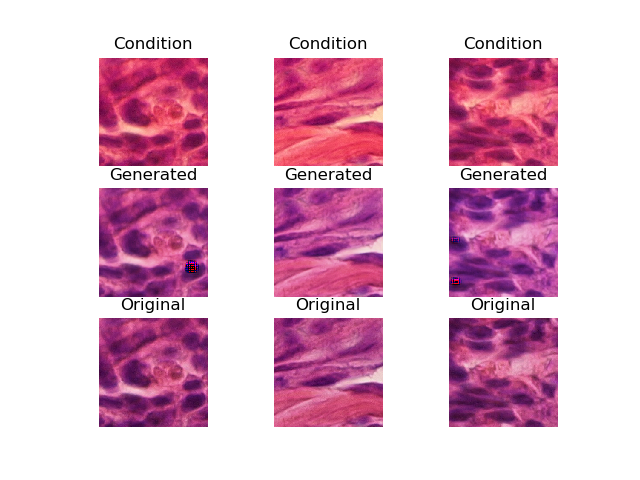 Condition Condition Condition
Generated Generated Generated
Original Original Original